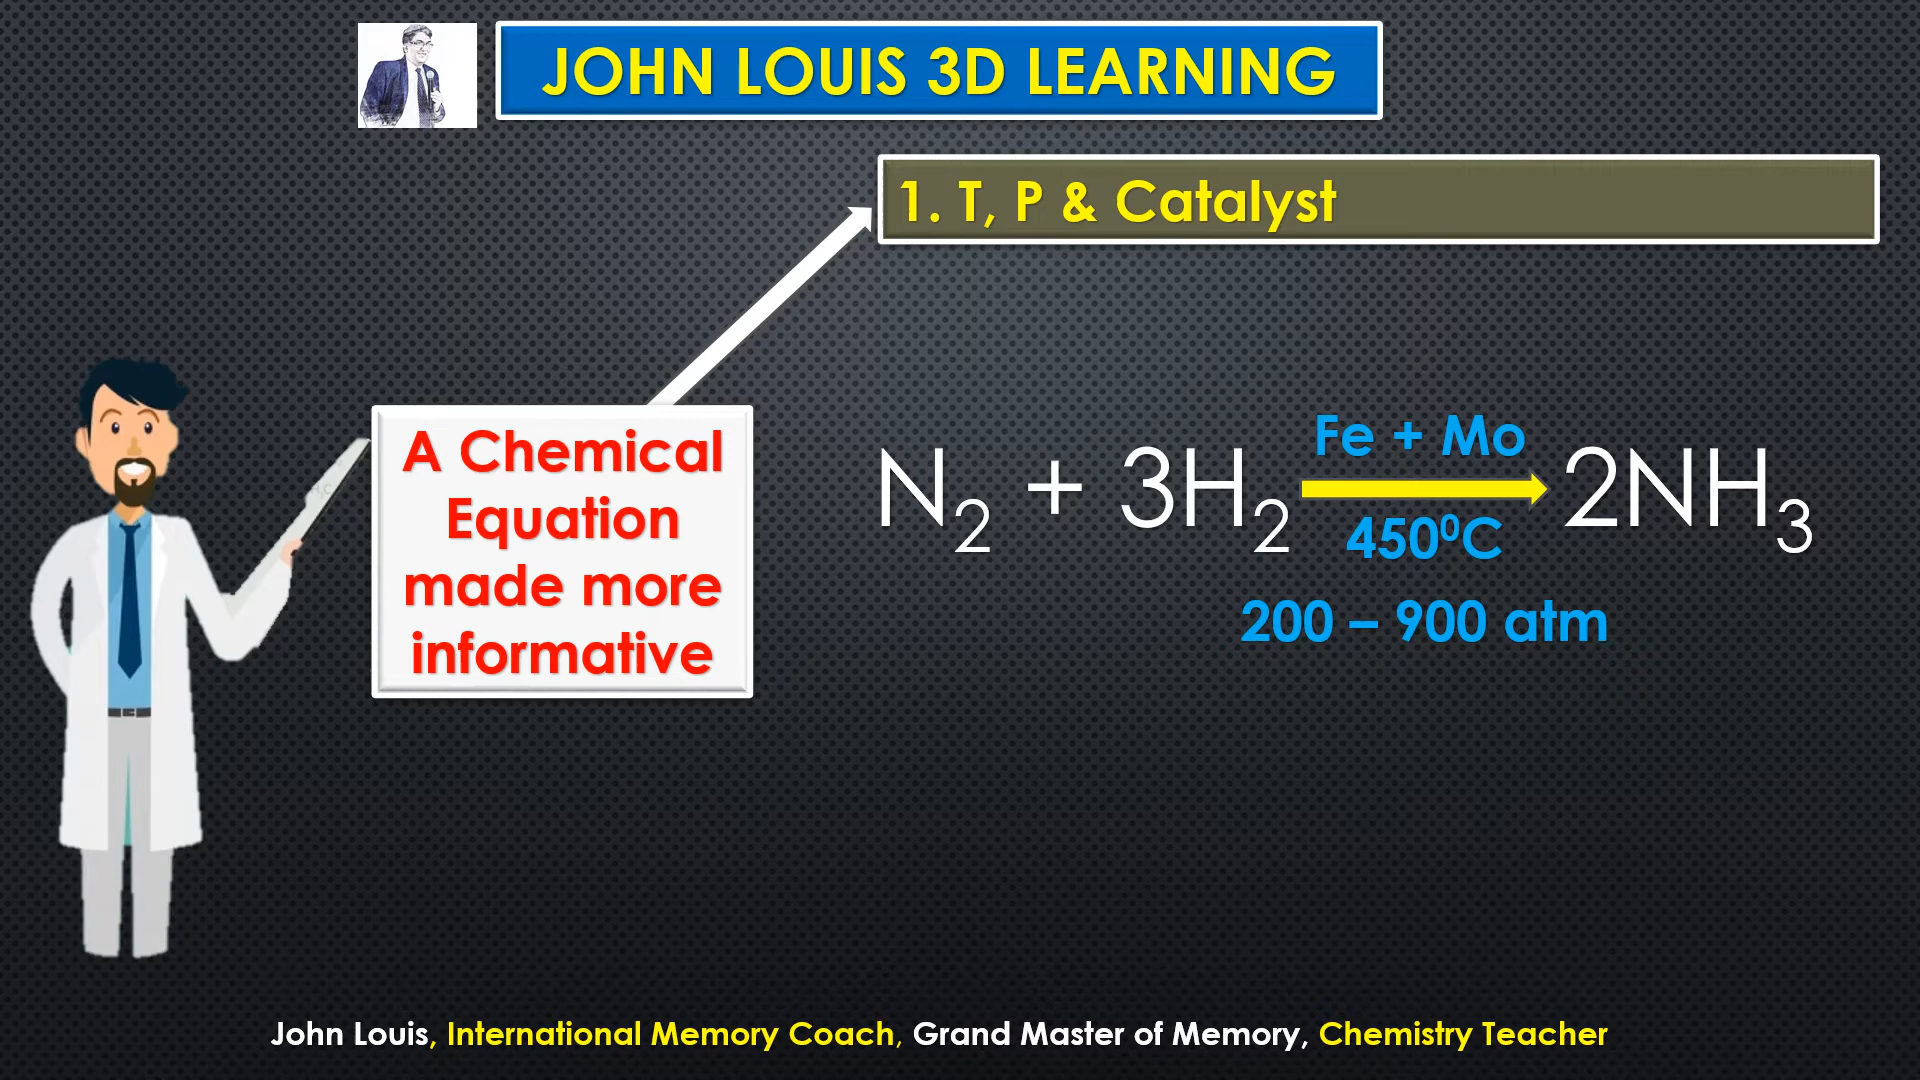 JOHN LOUIS 3D LEARNING
1. T, P & Catalyst
A Chemical
Equation
made more
informative
Fe + Mo
N₂ + 3H₂ 2NH₃
450⁰C
200 – 900 atm
John Louis, International Memory Coach, Grand Master of Memory, Chemistry Teacher